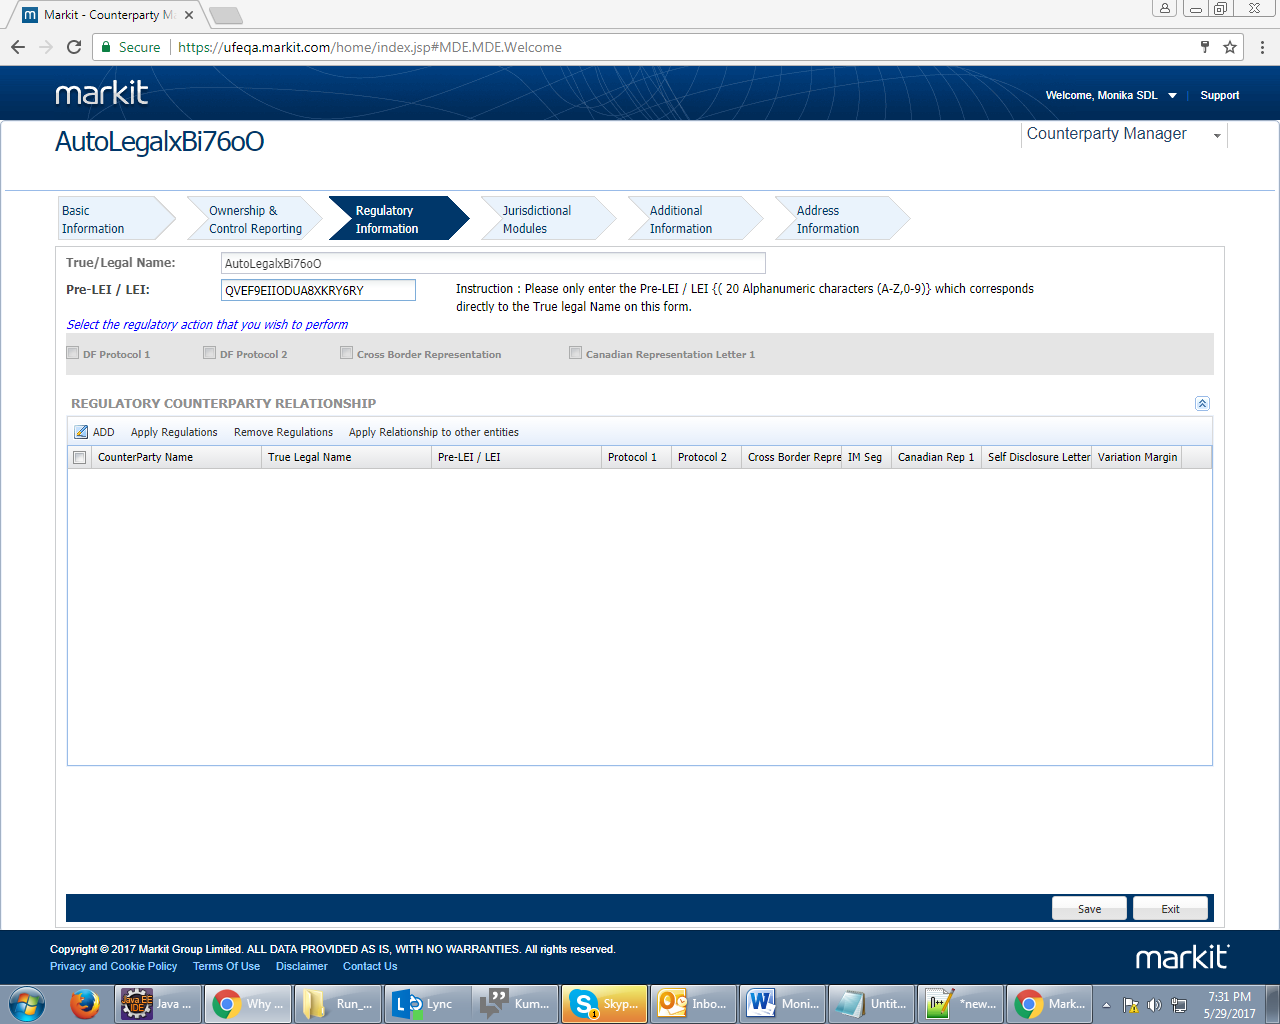 Markit - Counterparty Ma
Secure https://ufeqa.markit.com/home/index.jsp#MDE.MDE.Welcome
markit
Welcome, Monika SDL Support
AutoLegalxBi76oO
Counterparty Manager
Basic Information
Ownership & Control Reporting
Regulatory Information
Jurisdictional Modules
Additional Information
Address Information
True/Legal Name: AutoLegalxBi76oO
Pre-LEI / LEI: QVEF9EIIODUA8XKRY6RY
Instruction : Please only enter the Pre-LEI / LEI {( 20 Alphanumeric characters (A-Z,0-9)} which corresponds
directly to the True legal Name on this form.
Select the regulatory action that you wish to perform
DF Protocol 1 DF Protocol 2 Cross Border Representation Canadian Representation Letter 1
REGULATORY COUNTERPARTY RELATIONSHIP
ADD Apply Regulations Remove Regulations Apply Relationship to other entities
CounterParty Name True Legal Name Pre-LEI / LEI Protocol 1 Protocol 2 Cross Border Repre IM Seg Canadian Rep 1 Self Disclosure Letter Variation Margin
Save Exit
Copyright © 2017 Markit Group Limited. ALL DATA PROVIDED AS IS, WITH NO WARRANTIES. All rights reserved.
Privacy and Cookie Policy Terms Of Use Disclaimer Contact Us
markit
Java ... Why ... Run_... Lync Kum... Skyp... Inbo... Moni... Untit... *new... Mark...
7:31 PM
5/29/2017